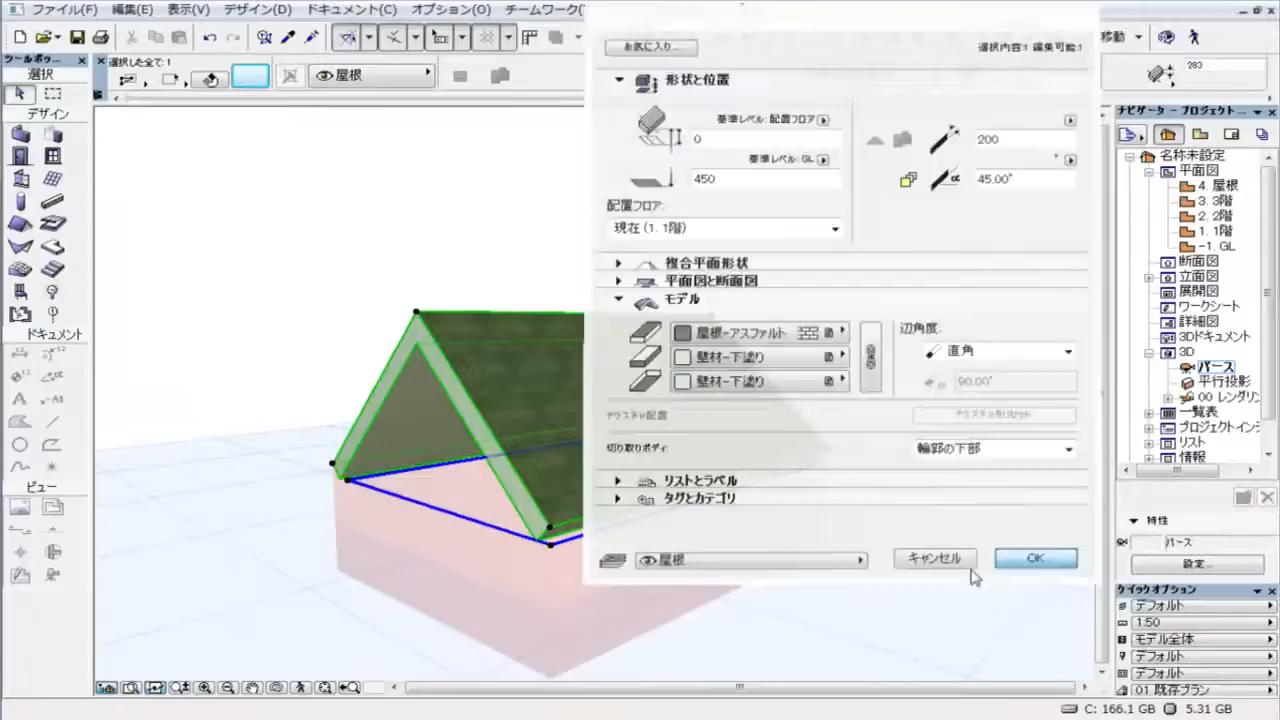 ファイル(F) 編集(E) 表示(V) デザイン(D) ドキュメント(C) オプション(O) チームワーク(
移動
ツールボッ...
選択
選択した全て: 1
屋根
283
デザイン
ドキュメント
ビュー
お気に入り...
選択内容:1 編集可能:1
形状と位置
基準レベル: 配置フロア
0
200
基準レベル: GL
450
45.00°
配置フロア:
現在 (1. 1階)
複合平面形状
平面図と断面図
モデル
屋根-アスファルト
壁材-下塗り
壁材-下塗り
辺角度:
直角
90.00°
切り取りボディ:
輪郭の下部
リストとラベル
タグとカテゴリ
屋根
キャンセル
OK
ナビゲータ - プロジェクト...
名称未設定
平面図
4. 屋根
3. 3階
2. 2階
1. 1階
-1. GL
断面図
立面図
展開図
ワークシート
詳細図
3Dドキュメント
3D
パース
平行投影
00 レンダリン
一覧表
プロジェクトインデ
リスト
情報
特性
パース
設定...
クイックオプション
デフォルト
1:50
モデル全体
デフォルト
デフォルト
01 既存プラン
C: 166.1 GB
5.31 GB